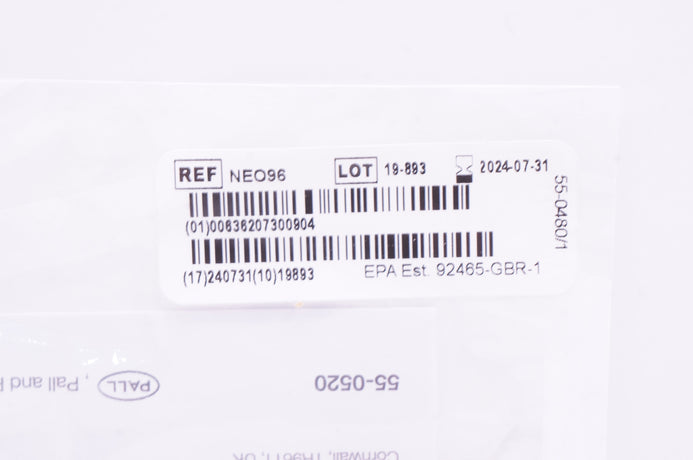 REF NEO96 LOT 19-893 2024-07-31
(01)00636207300904
(17)240731(10)19893 EPA Est. 92465-GBR-1
55-0480/1
55-0520
PALL , Pall and
Cornwall, UK